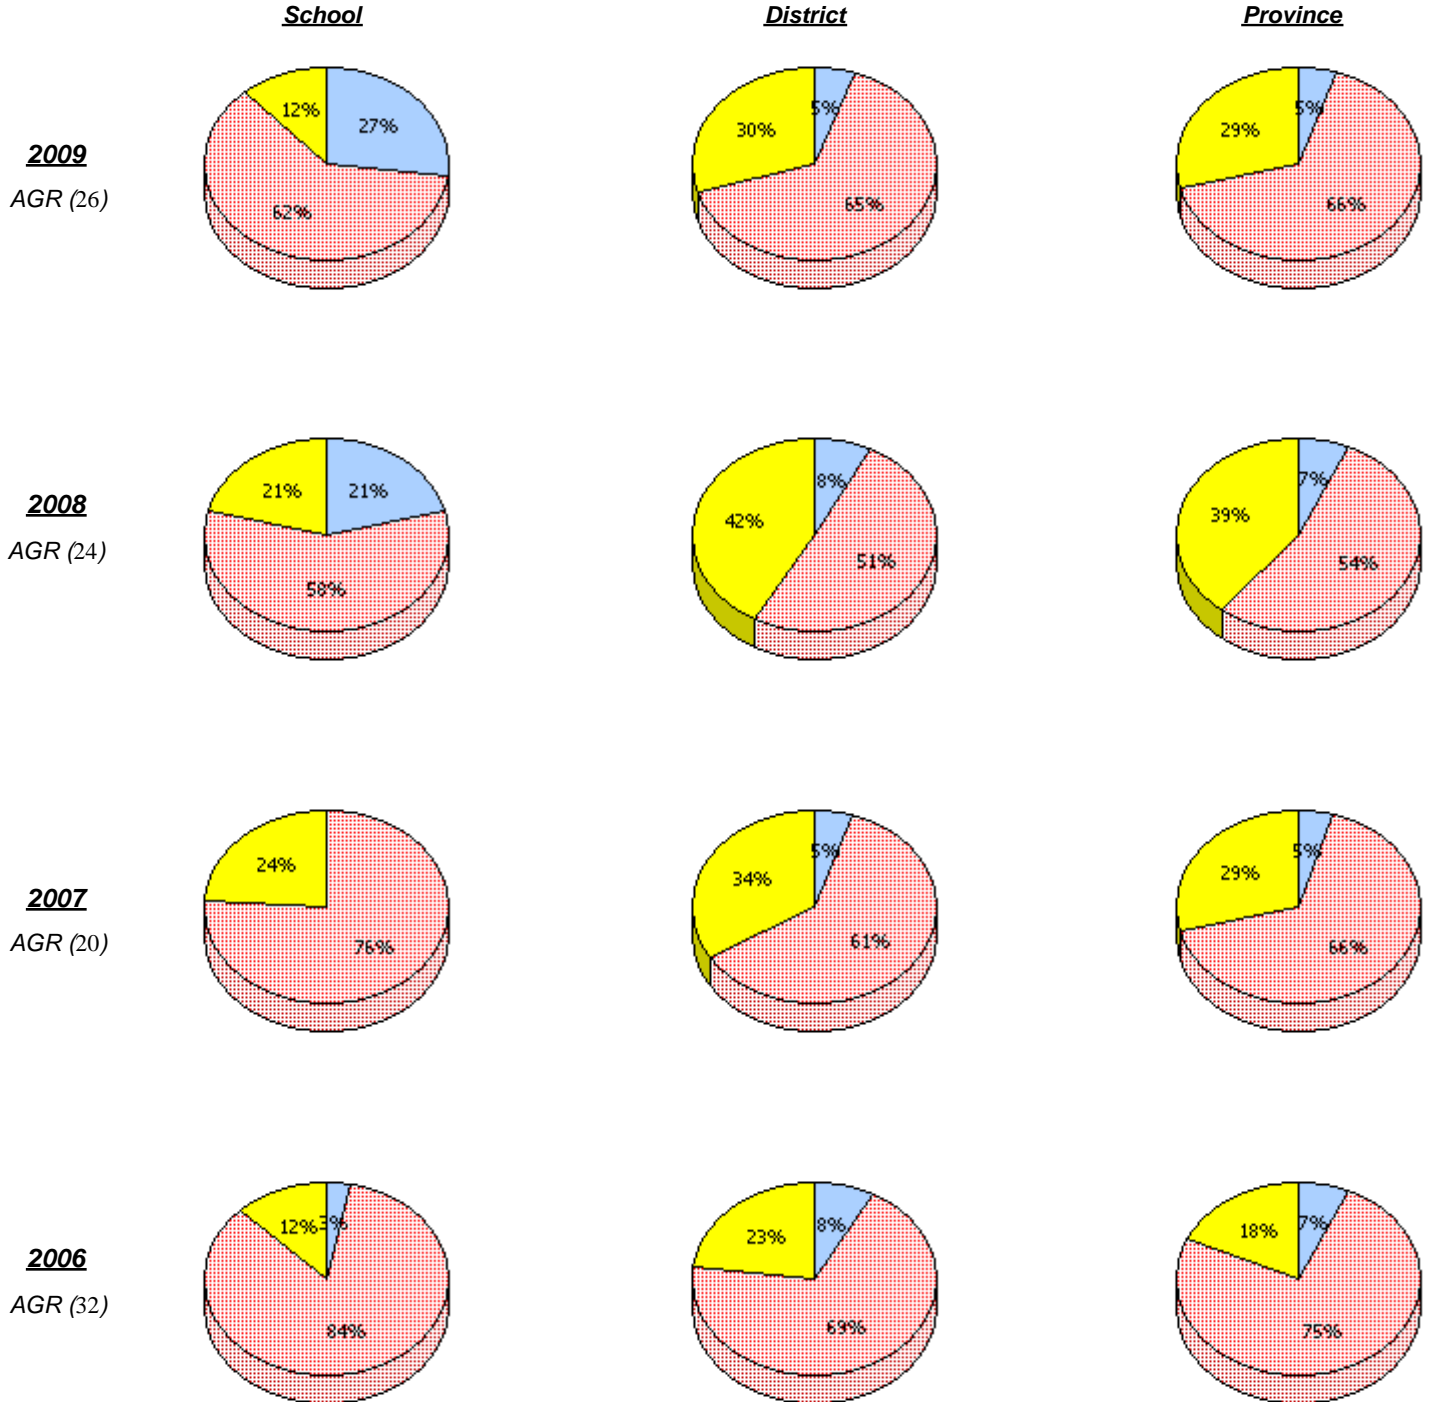 School District Province
12% 27% 30% 5% 29% 5%
2009
AGR (26)
62% 65% 66%
21% 21% 42% 8% 39% 7%
2008
AGR (24)
58% 51% 54%
24% 34% 5% 29% 5%
2007
AGR (20)
76% 61% 66%
12% 3% 23% 8% 18% 7%
2006
AGR (32)
84% 69% 75%